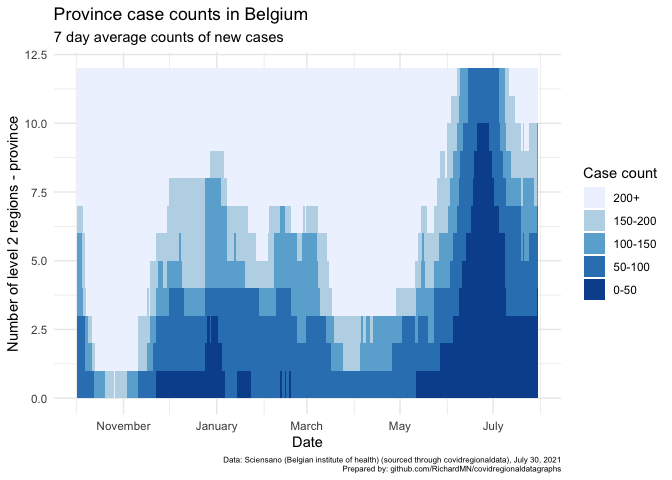 Province case counts in Belgium
7 day average counts of new cases
Number of level 2 regions - province
12.5
10.0
7.5
5.0
2.5
0.0
November
January
March
May
July
Date
Case count
200+
150-200
100-150
50-100
0-50
Data: Sciensano (Belgian institute of health) (sourced through covidregionaldata), July 30, 2021
Prepared by: github.com/RichardMN/covidregionaldatagraphs